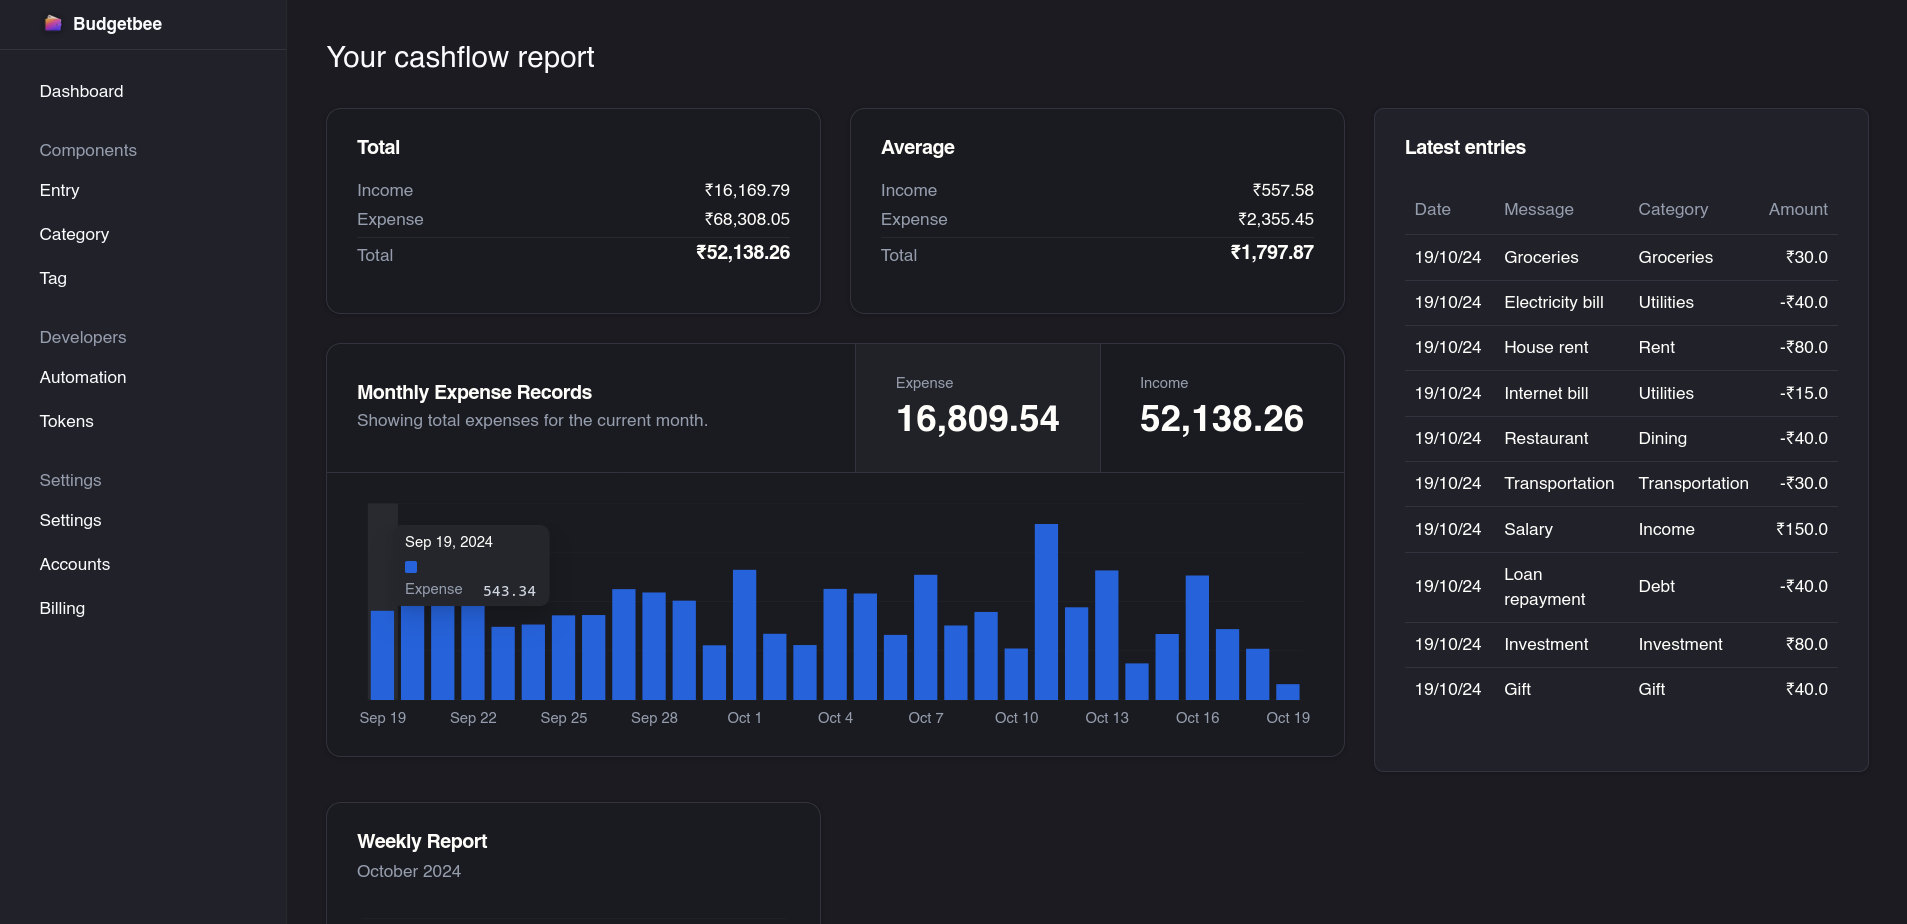 Budgetbee
Dashboard
Components
Entry
Category
Tag
Developers
Automation
Tokens
Settings
Settings
Accounts
Billing
Your cashflow report
Total
Income ₹16,169.79
Expense ₹68,308.05
Total ₹52,138.26
Average
Income ₹557.58
Expense ₹2,355.45
Total ₹1,797.87
Monthly Expense Records
Showing total expenses for the current month.
Expense
16,809.54
Income
52,138.26
Sep 19, 2024
Expense 543.34
Sep 19 Sep 22 Sep 25 Sep 28 Oct 1 Oct 4 Oct 7 Oct 10 Oct 13 Oct 16 Oct 19
Latest entries
Date Message Category Amount
19/10/24 Groceries Groceries ₹30.0
19/10/24 Electricity bill Utilities -₹40.0
19/10/24 House rent Rent -₹80.0
19/10/24 Internet bill Utilities -₹15.0
19/10/24 Restaurant Dining -₹40.0
19/10/24 Transportation Transportation -₹30.0
19/10/24 Salary Income ₹150.0
19/10/24 Loan repayment Debt -₹40.0
19/10/24 Investment Investment ₹80.0
19/10/24 Gift Gift ₹40.0
Weekly Report
October 2024